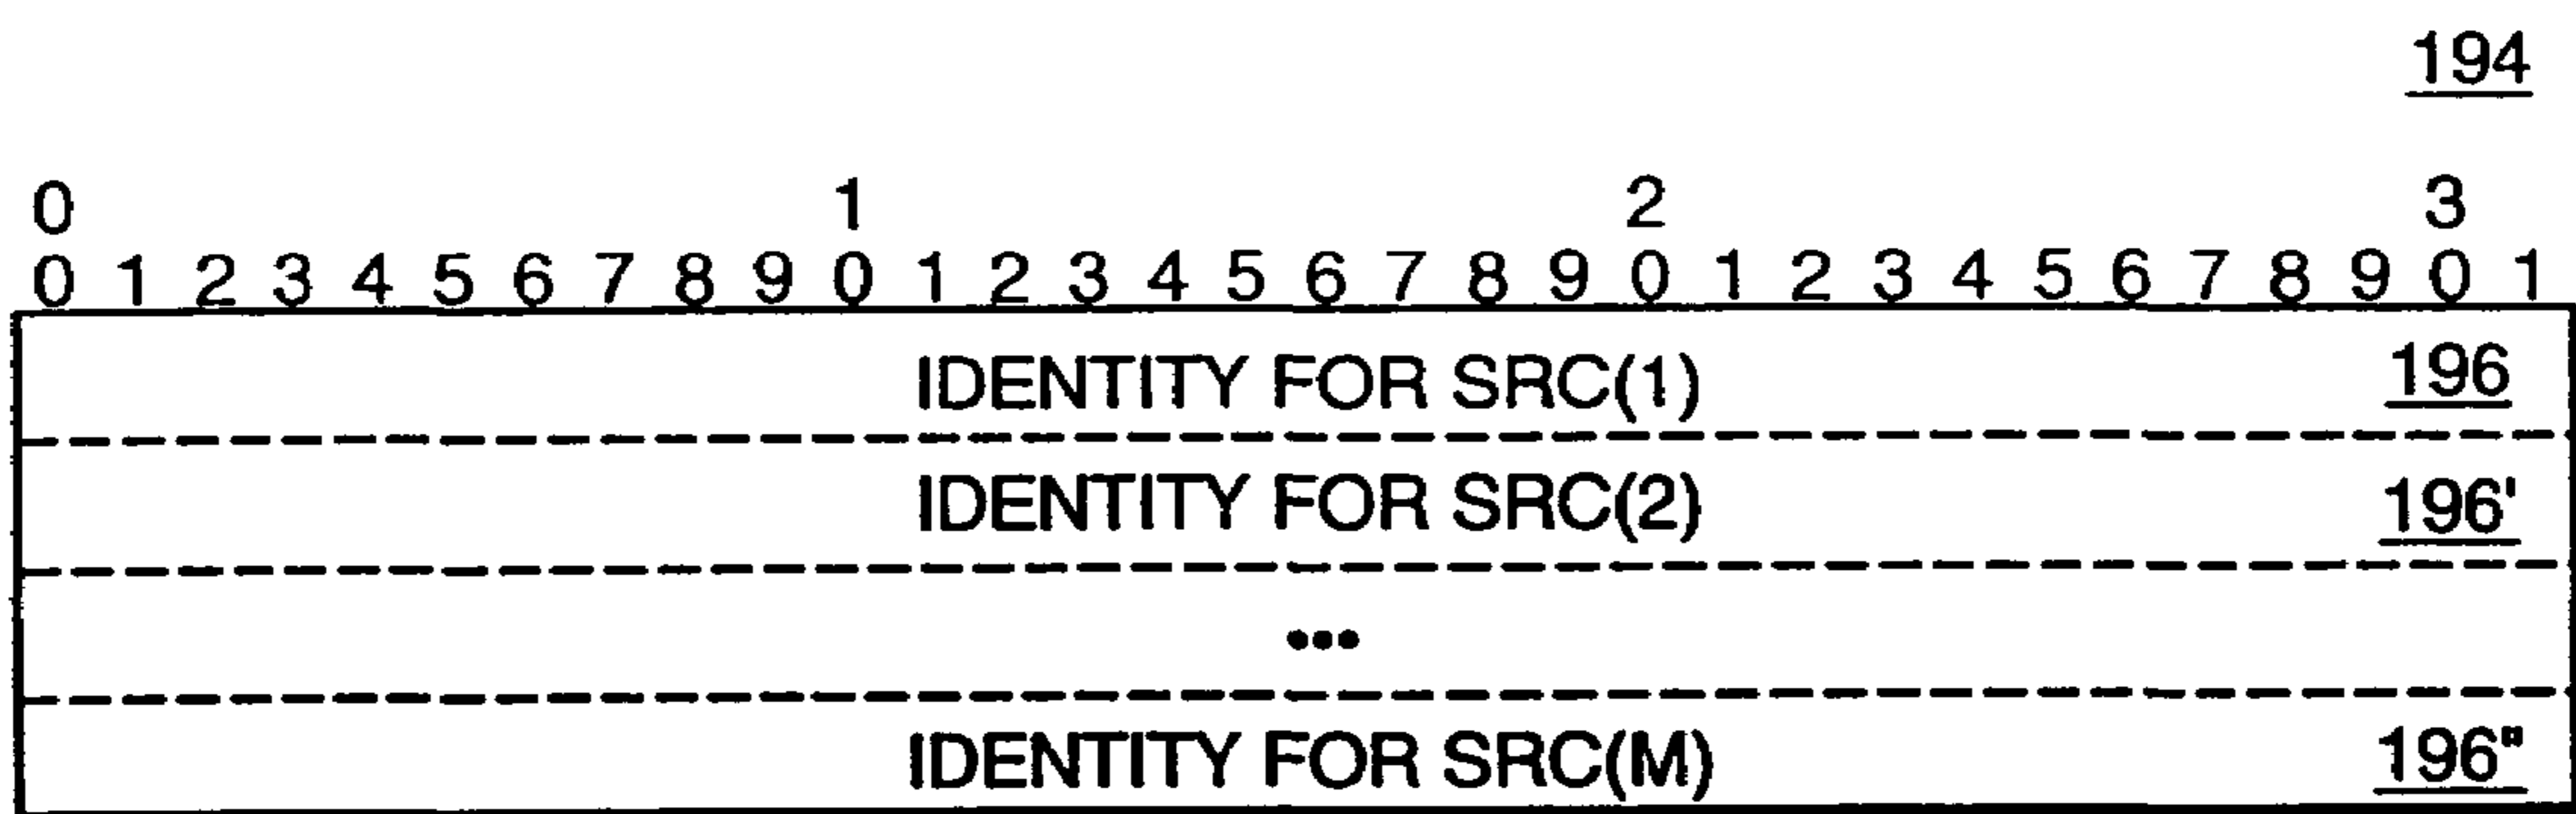 194
0 1 2 3
0 1 2 3 4 5 6 7 8 9 0 1 2 3 4 5 6 7 8 9 0 1 2 3 4 5 6 7 8 9 0 1
IDENTITY FOR SRC(1) 196
IDENTITY FOR SRC(2) 196'
•••
IDENTITY FOR SRC(M) 196"